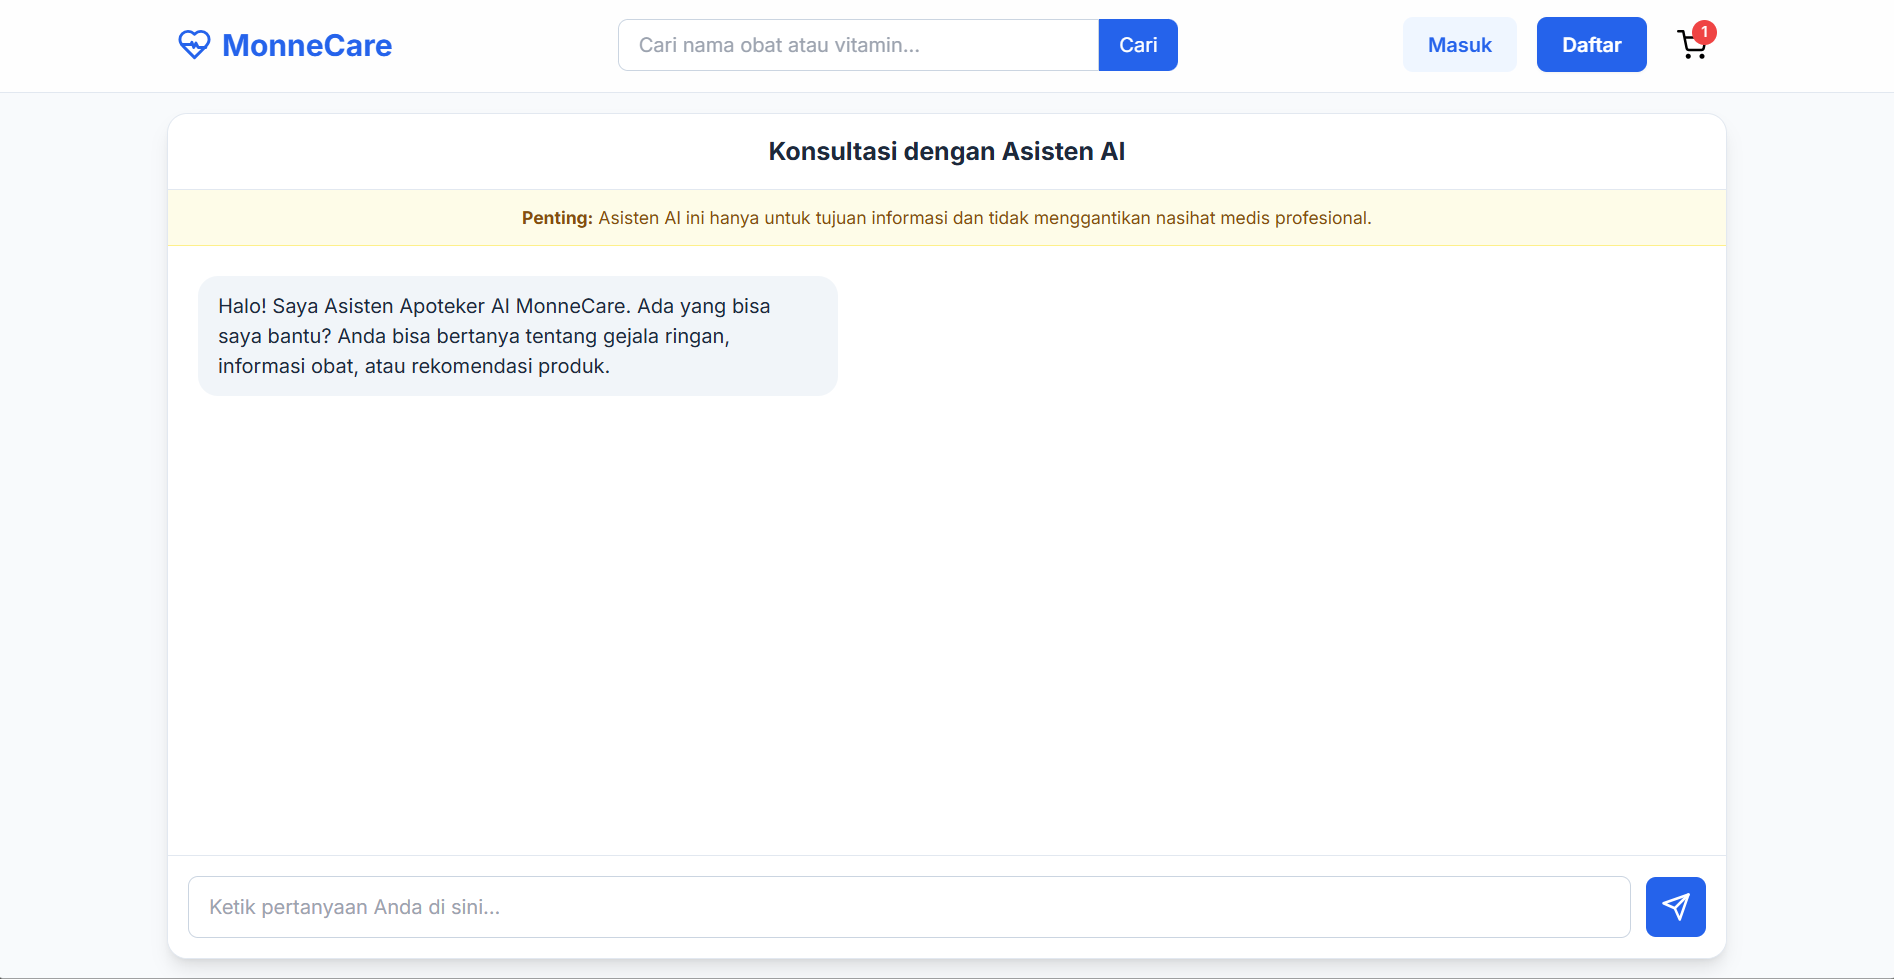 MonneCare
Cari nama obat atau vitamin...
Cari
Masuk
Daftar
1
Konsultasi dengan Asisten AI
Penting: Asisten AI ini hanya untuk tujuan informasi dan tidak menggantikan nasihat medis profesional.
Halo! Saya Asisten Apoteker AI MonneCare. Ada yang bisa
saya bantu? Anda bisa bertanya tentang gejala ringan,
informasi obat, atau rekomendasi produk.
Ketik pertanyaan Anda di sini...